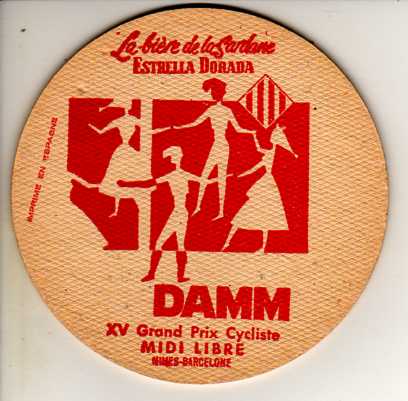 La bière de la Sardane
ESTRELLA DORADA
IMPRIMÉ EN ESPAGNE
DAMM
XV Grand Prix Cycliste
MIDI LIBRE
NIMES-BARCELONE